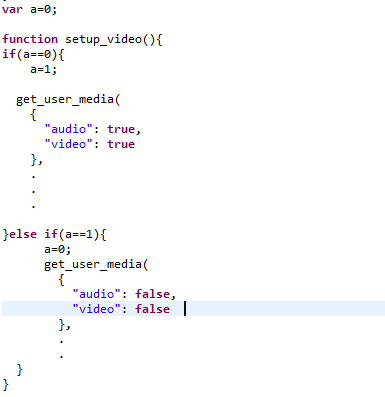 var a=0;
function setup_video(){
if(a==0){
a=1;
get_user_media(
{
"audio": true,
"video": true
},
.
.
.
}else if(a==1){
a=0;
get_user_media(
{
"audio": false,
"video": false
},
.
.
}
}